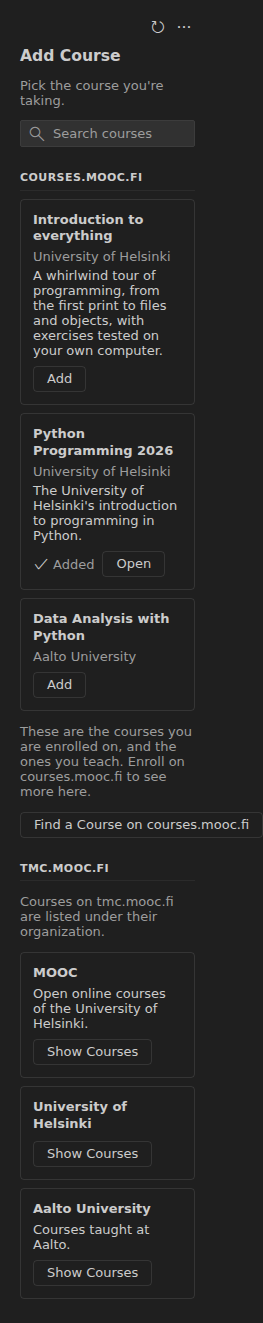 Add Course
Pick the course you're
taking.
Search courses
COURSES.MOOC.FI
Introduction to
everything
University of Helsinki
A whirlwind tour of
programming, from
the first print to files
and objects, with
exercises tested on
your own computer.
Add
Python
Programming 2026
University of Helsinki
The University of
Helsinki's introduction
to programming in
Python.
Added Open
Data Analysis with
Python
Aalto University
Add
These are the courses you
are enrolled on, and the
ones you teach. Enroll on
courses.mooc.fi to see
more here.
Find a Course on courses.mooc.fi
TMC.MOOC.FI
Courses on tmc.mooc.fi
are listed under their
organization.
MOOC
Open online courses
of the University of
Helsinki.
Show Courses
University of
Helsinki
Show Courses
Aalto University
Courses taught at
Aalto.
Show Courses